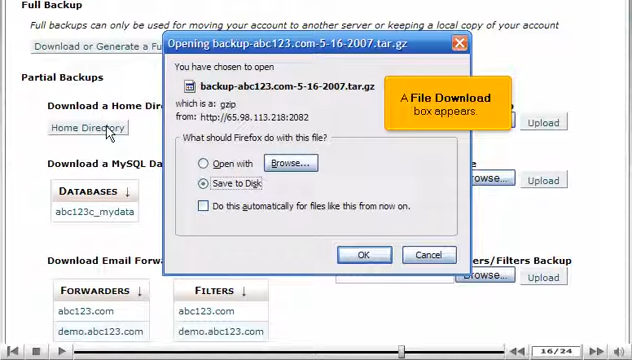 Full Backup
Full backups can only be used for moving your account to another server or keeping a local copy of your account
Download or Generate a Fu
Opening backup-abc123.com-5-16-2007.tar.gz
You have chosen to open
Partial Backups
backup-abc123.com-5-16-2007.tar.gz
A File Download
box appears.
Download a Home Dire
which is a: gzip
from: http://65.98.113.218:2082
Home Directory
Upload
What should Firefox do with this file?
Download a MySQL Da
Open with
Browse...
Save to Disk
rowse...
Upload
DATABASES ↓
abc123c_mydata
Do this automatically for files like this from now on.
OK
Cancel
Download Email Forwa
ers/Filters Backup
Browse...
Upload
FORWARDERS ↓
FILTERS ↓
abc123.com
abc123.com
demo.abc123.com
demo.abc123.com
16/24